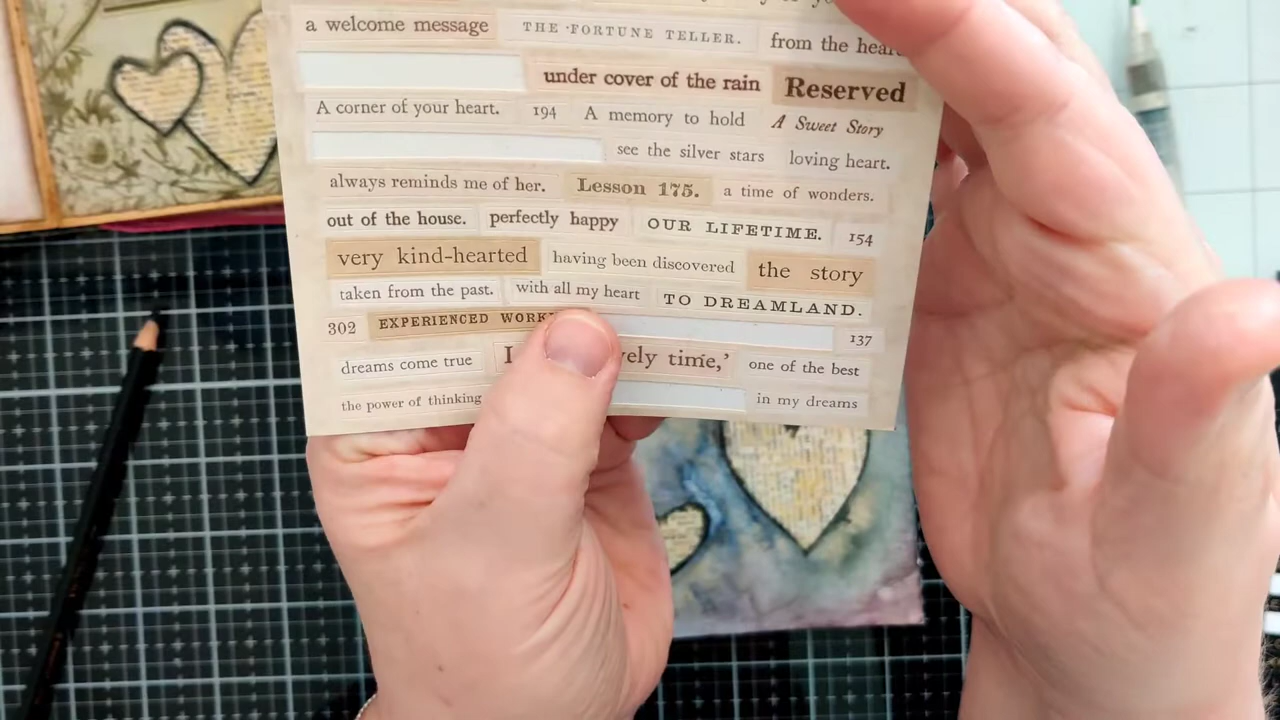 a welcome message THE FORTUNE TELLER. from the heart
under cover of the rain Reserved
A corner of your heart. 194 A memory to hold A Sweet Story
see the silver stars loving heart.
always reminds me of her. Lesson 175. a time of wonders.
out of the house. perfectly happy OUR LIFETIME. 154
very kind-hearted having been discovered the story
taken from the past. with all my heart TO DREAMLAND.
302 EXPERIENCED 137
dreams come true time,' one of the best
the power of thinking in my dreams